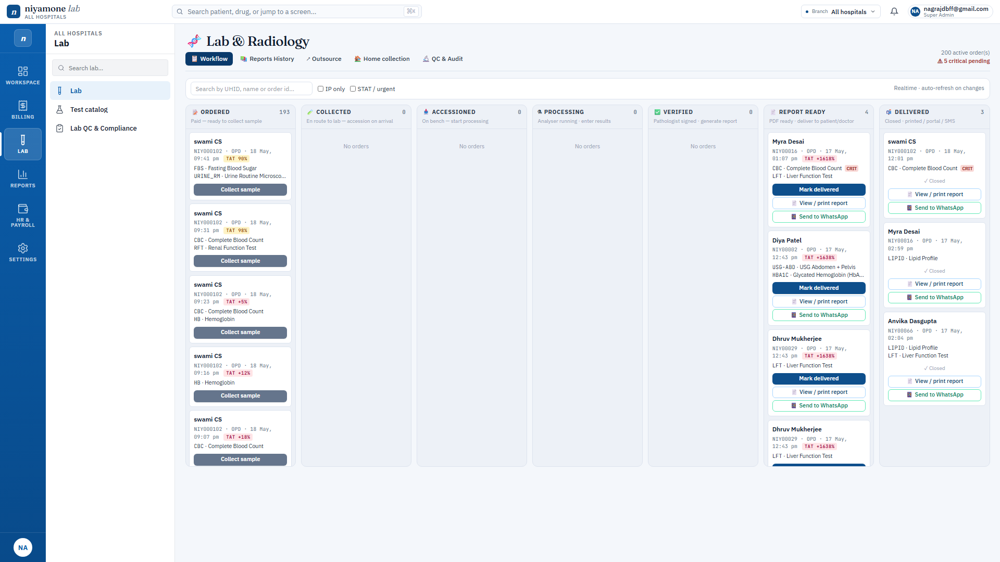 n niyamone lab
ALL HOSPITALS
Search patient, drug, or jump to a screen...
⌘K
Branch All hospitals
NA nagrajdbff@gmail.com
Super Admin
n
WORKSPACE
BILLING
LAB
REPORTS
HR &
PAYROLL
SETTINGS
NA
ALL HOSPITALS
Lab
Search lab...
Lab
Test catalog
Lab QC & Compliance
Lab & Radiology
Workflow
Reports History
Outsource
Home collection
QC & Audit
200 active order(s)
⚠ 5 critical pending
Search by UHID, name or order id...
IP only
STAT / urgent
Realtime · auto-refresh on changes
ORDERED 193
Paid — ready to collect sample
swami CS
NIY000102 · OPD · 18 May,
09:41 pm TAT 90%
FBS · Fasting Blood Sugar
URINE_RM · Urine Routine Microsco...
Collect sample
swami CS
NIY000102 · OPD · 18 May,
09:31 pm TAT 98%
CBC · Complete Blood Count
RFT · Renal Function Test
Collect sample
swami CS
NIY000102 · OPD · 18 May,
09:23 pm TAT +5%
CBC · Complete Blood Count
HB · Hemoglobin
Collect sample
swami CS
NIY000102 · OPD · 18 May,
09:16 pm TAT +12%
HB · Hemoglobin
Collect sample
swami CS
NIY000102 · OPD · 18 May,
09:07 pm TAT +18%
CBC · Complete Blood Count
Collect sample
COLLECTED 0
En route to lab — accession on arrival
No orders
ACCESSIONED 0
On bench — start processing
No orders
PROCESSING 0
Analyser running · enter results
No orders
VERIFIED 0
Pathologist signed · generate report
No orders
REPORT READY 4
PDF ready · deliver to patient/doctor
Myra Desai
NIY00016 · OPD · 17 May,
01:07 pm TAT +1618%
CBC · Complete Blood Count CRIT
LFT · Liver Function Test
Mark delivered
View / print report
Send to WhatsApp
Diya Patel
NIY00002 · OPD · 17 May,
12:43 pm TAT +1638%
USG-ABD · USG Abdomen + Pelvis
HBA1C · Glycated Hemoglobin (HbA...
Mark delivered
View / print report
Send to WhatsApp
Dhruv Mukherjee
NIY00029 · OPD · 17 May,
12:43 pm TAT +1638%
LFT · Liver Function Test
Mark delivered
View / print report
Send to WhatsApp
Dhruv Mukherjee
NIY00029 · OPD · 17 May,
12:43 pm TAT +1638%
LFT · Liver Function Test
DELIVERED 3
Closed · printed / portal / SMS
swami CS
NIY000102 · OPD · 18 May,
12:01 pm
CBC · Complete Blood Count CRIT
✓ Closed
View / print report
Send to WhatsApp
Myra Desai
NIY00016 · OPD · 17 May,
02:59 pm
LIPID · Lipid Profile
✓ Closed
View / print report
Send to WhatsApp
Anvika Dasgupta
NIY00066 · OPD · 17 May,
02:04 pm
LIPID · Lipid Profile
LFT · Liver Function Test
✓ Closed
View / print report
Send to WhatsApp